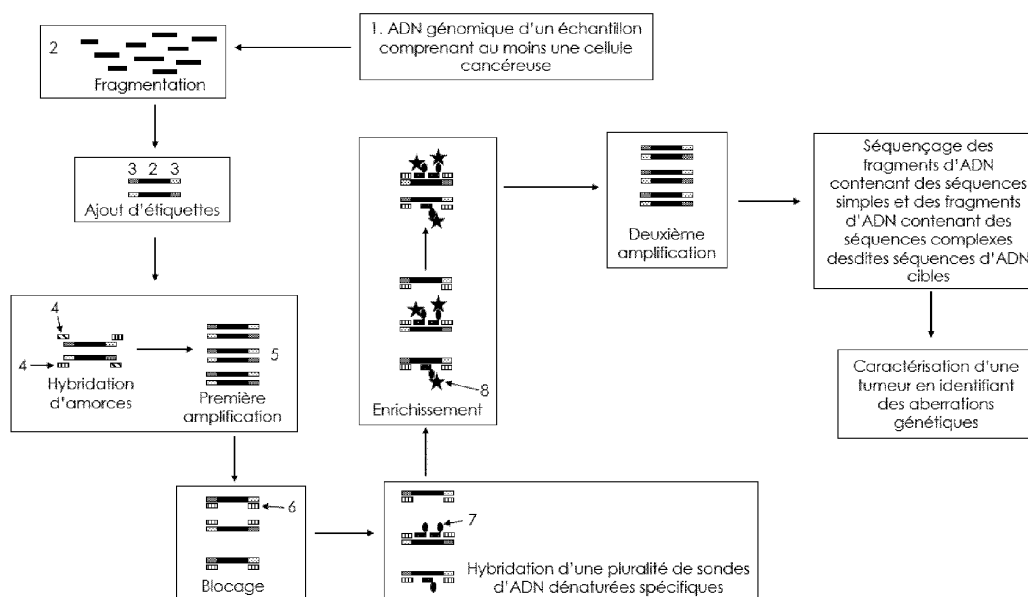 1. ADN génomique d'un échantillon
comprenant au moins une cellule
cancéreuse
2
Fragmentation
3 2 3
Ajout d'étiquettes
4
4
Hybridation
d'amorces
5
Première
amplification
6
Blocage
7
Hybridation d'une pluralité de sondes
d'ADN dénaturées spécifiques
8
Enrichissement
Deuxième
amplification
Séquençage des
fragments d'ADN
contenant des séquences
simples et des fragments
d'ADN contenant des
séquences complexes
desdites séquences d'ADN
cibles
Caractérisation d'une
tumeur en identifiant
des aberrations
génétiques